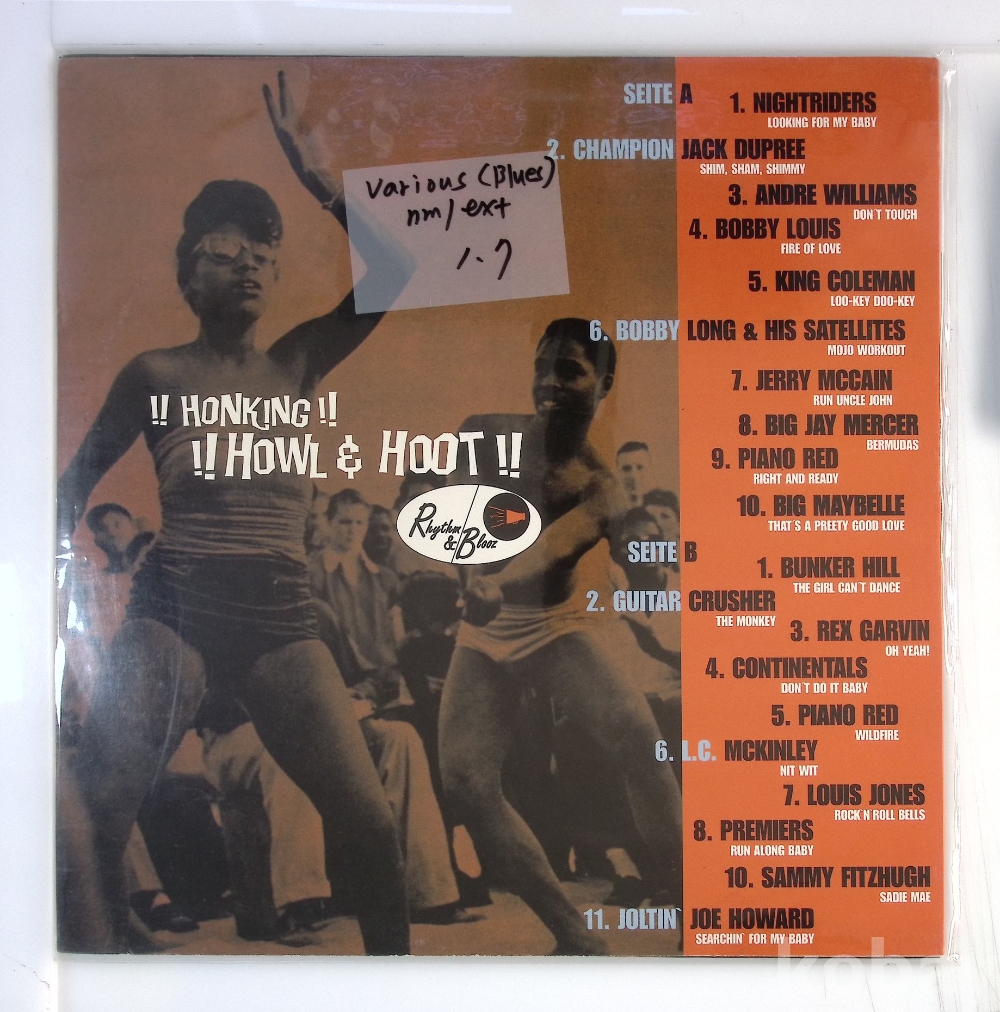 SEITE A
1. NIGHTRIDERS
LOOKING FOR MY BABY
2. CHAMPION JACK DUPREE
SHIM, SHAM, SHIMMY
3. ANDRE WILLIAMS
DON'T TOUCH
4. BOBBY LOUIS
FIRE OF LOVE
5. KING COLEMAN
LOO-KEY DOO-KEY
6. BOBBY LONG & HIS SATELLITES
MOJO WORKOUT
7. JERRY MCCAIN
RUN UNCLE JOHN
8. BIG JAY MERCER
BERMUDAS
9. PIANO RED
RIGHT AND READY
10. BIG MAYBELLE
THAT´S A PREETY GOOD LOVE
SEITE B
1. BUNKER HILL
THE GIRL CAN´T DANCE
2. GUITAR CRUSHER
THE MONKEY
3. REX GARVIN
OH YEAH!
4. CONTINENTALS
DON´T DO IT BABY
5. PIANO RED
WILDFIRE
6. L.C. MCKINLEY
NIT WIT
7. LOUIS JONES
ROCK´N´ROLL BELLS
8. PREMIERS
RUN ALONG BABY
10. SAMMY FITZHUGH
SADIE MAE
11. JOLTIN` JOE HOWARD
SEARCHIN` FOR MY BABY
Various (Blues)
nm/ext
1.7
!! HONKING !!
!! HOWL & HOOT !!
Rhythm
& Blooz